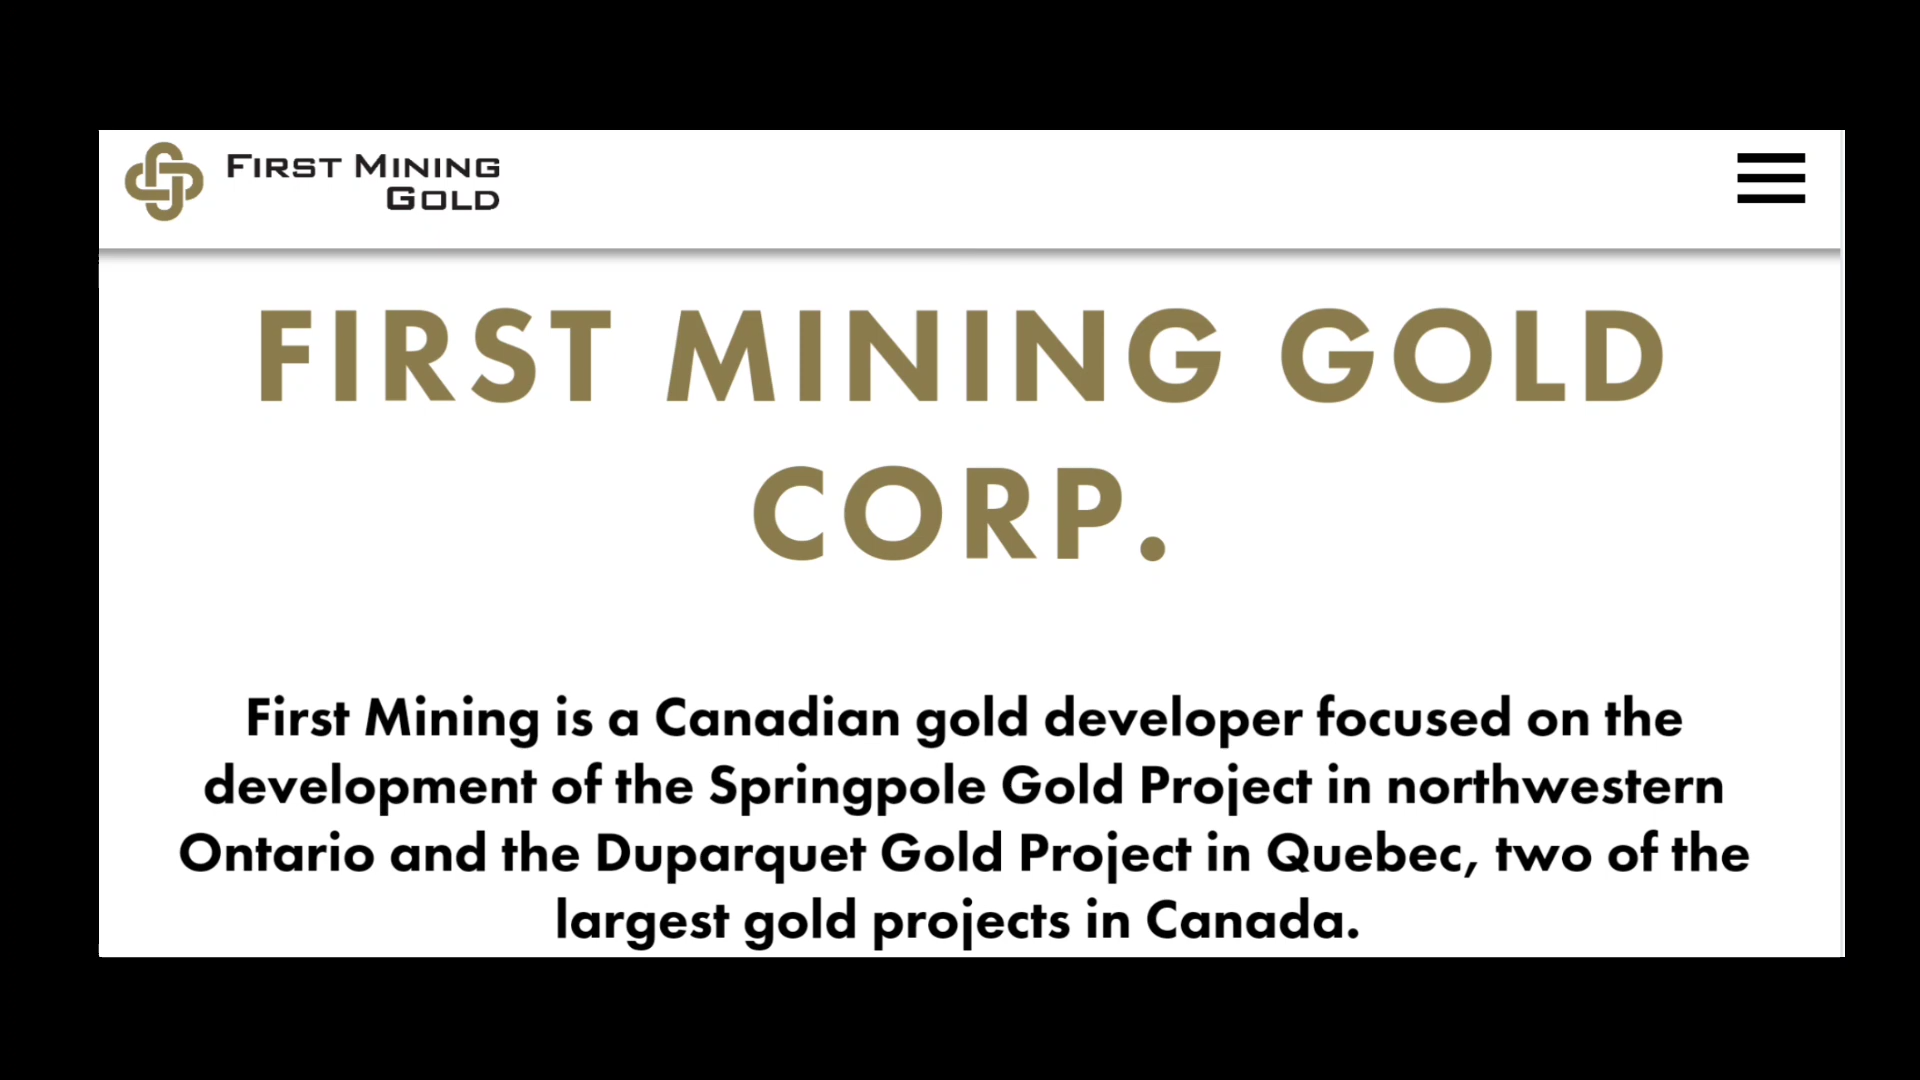 FIRST MINING
GOLD
FIRST MINING GOLD
CORP.
First Mining is a Canadian gold developer focused on the
development of the Springpole Gold Project in northwestern
Ontario and the Duparquet Gold Project in Quebec, two of the
largest gold projects in Canada.